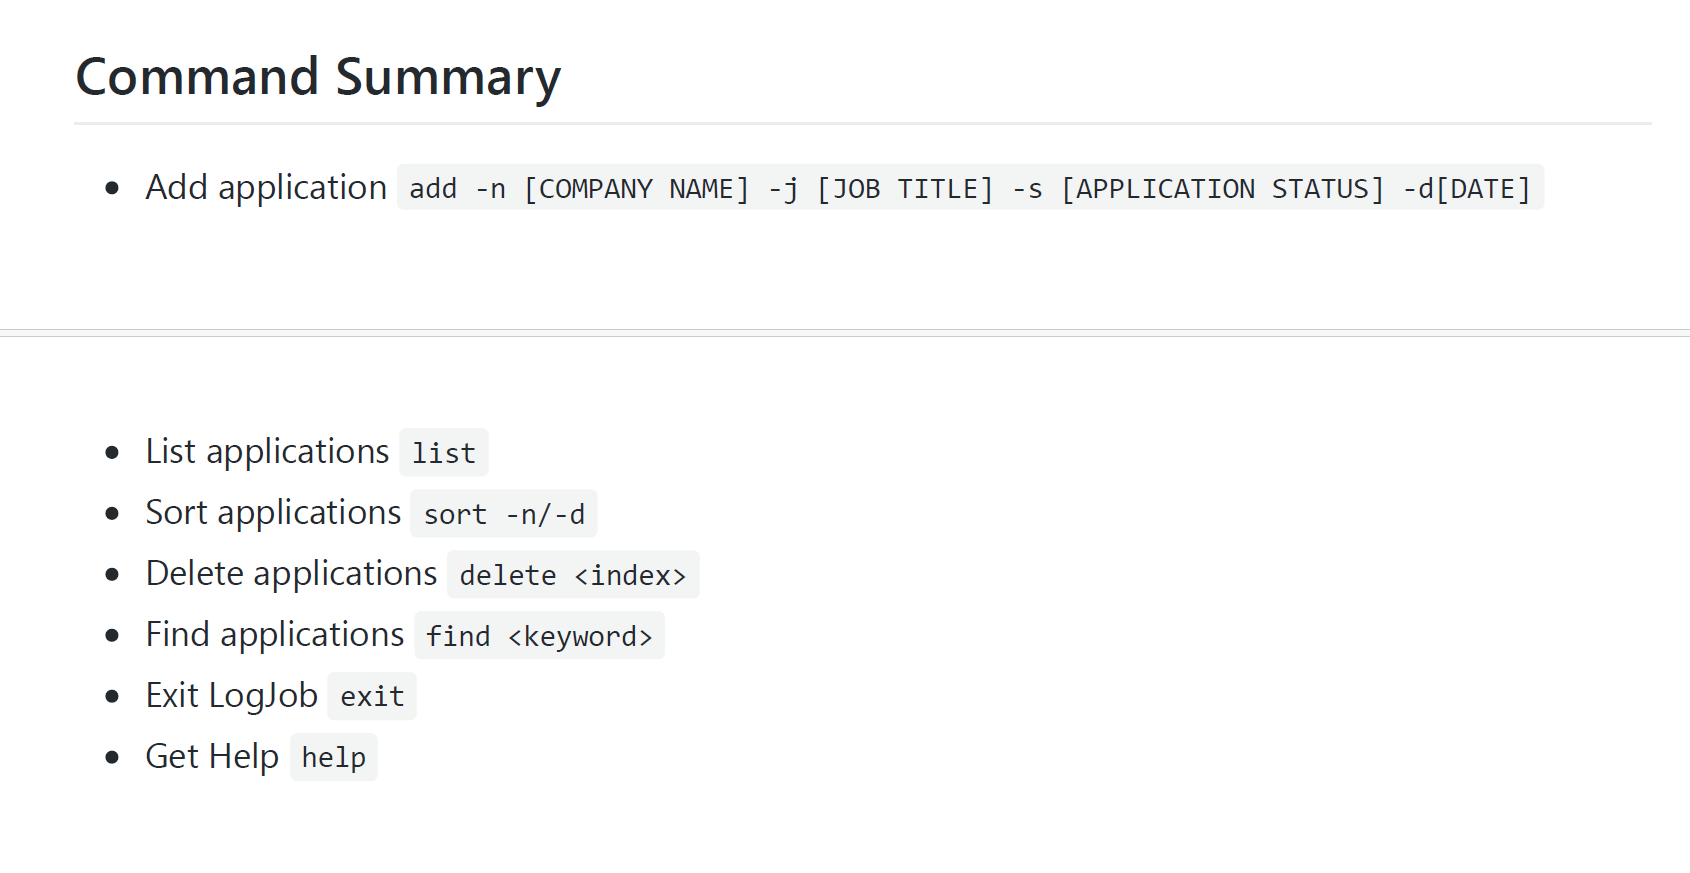 Command Summary
Add application add -n [COMPANY NAME] -j [JOB TITLE] -s [APPLICATION STATUS] -d[DATE]
List applications list
Sort applications sort -n/-d
Delete applications delete <index>
Find applications find <keyword>
Exit LogJob exit
Get Help help